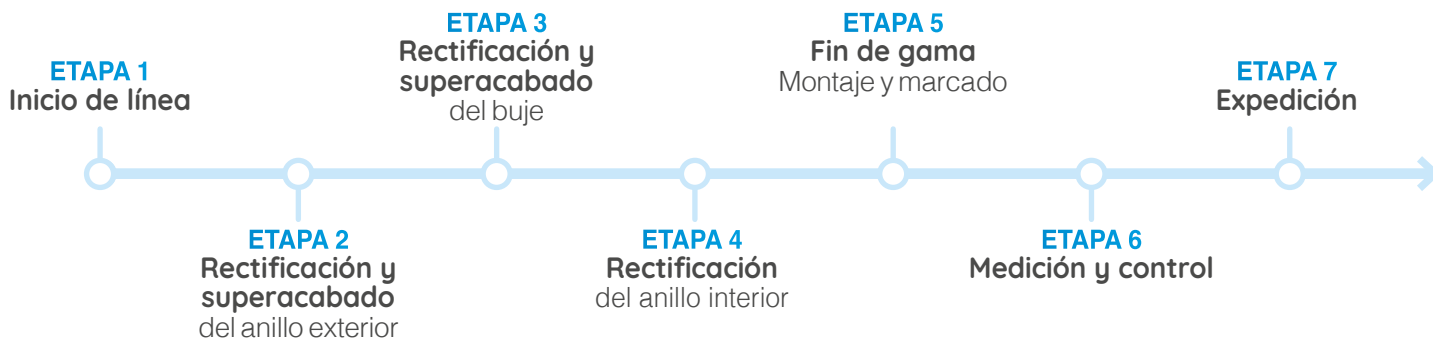 ETAPA 1
Inicio de línea
ETAPA 2
Rectificación y
superacabado
del anillo exterior
ETAPA 3
Rectificación y
superacabado
del buje
ETAPA 4
Rectificación
del anillo interior
ETAPA 5
Fin de gama
Montaje y marcado
ETAPA 6
Medición y control
ETAPA 7
Expedición